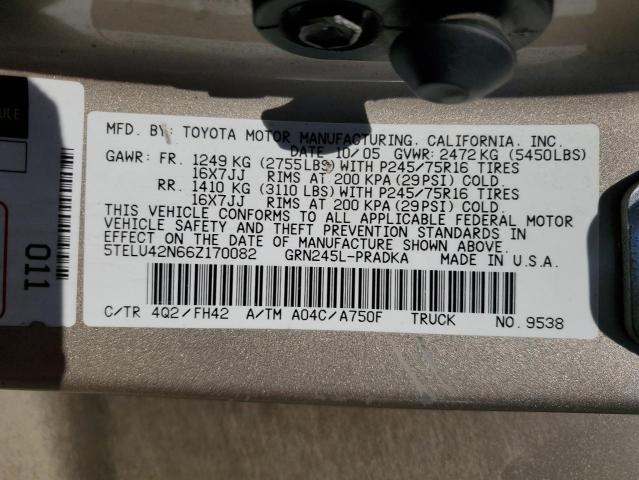 MFD. BY: TOYOTA MOTOR MANUFACTURING, CALIFORNIA, INC.
DATE 10/05 GVWR: 2472 KG (5450LBS)
GAWR: FR. 1249 KG (2755LBS) WITH P245/75R16 TIRES
16X7JJ RIMS AT 200 KPA (29PSI) COLD.
RR. 1410 KG (3110 LBS) WITH P245/75R16 TIRES
16X7JJ RIMS AT 200 KPA (29PSI) COLD.
THIS VEHICLE CONFORMS TO ALL APPLICABLE FEDERAL MOTOR
VEHICLE SAFETY AND THEFT PREVENTION STANDARDS IN
EFFECT ON THE DATE OF MANUFACTURE SHOWN ABOVE.
5TELU42N66Z170082 GRN245L-PRADKA MADE IN U.S.A.
C/TR 4Q2/FH42 A/TM A04C/A750F TRUCK NO. 9538
011